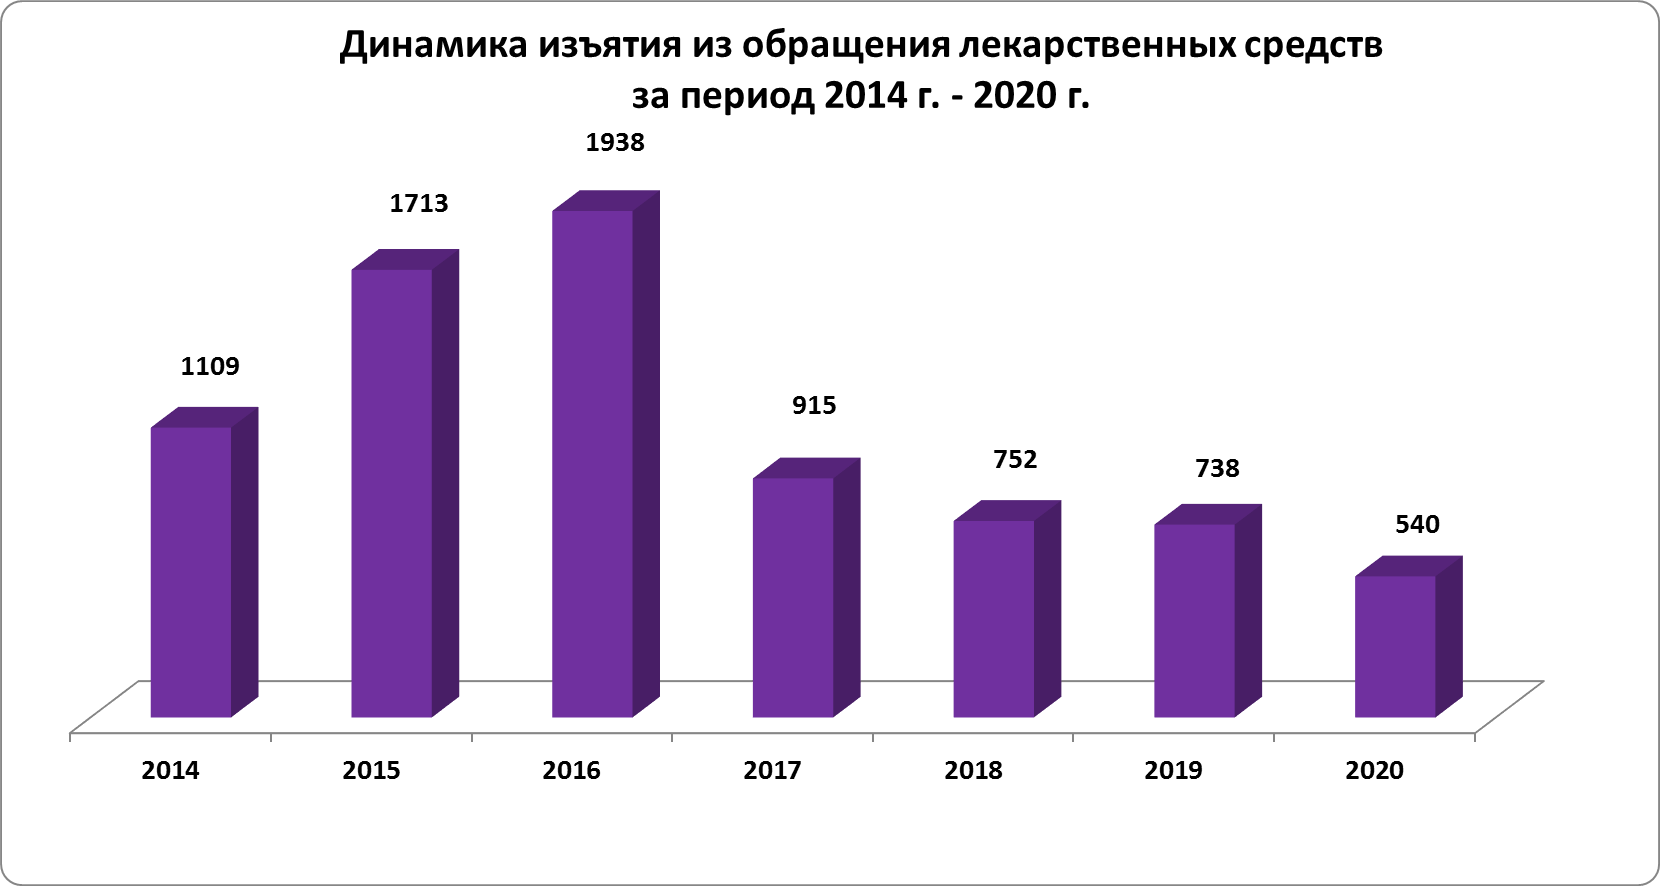 Динамика изъятия из обращения лекарственных средств
за период 2014 г. - 2020 г.
1938
1713
1109
915
752
738
540
2014 2015 2016 2017 2018 2019 2020